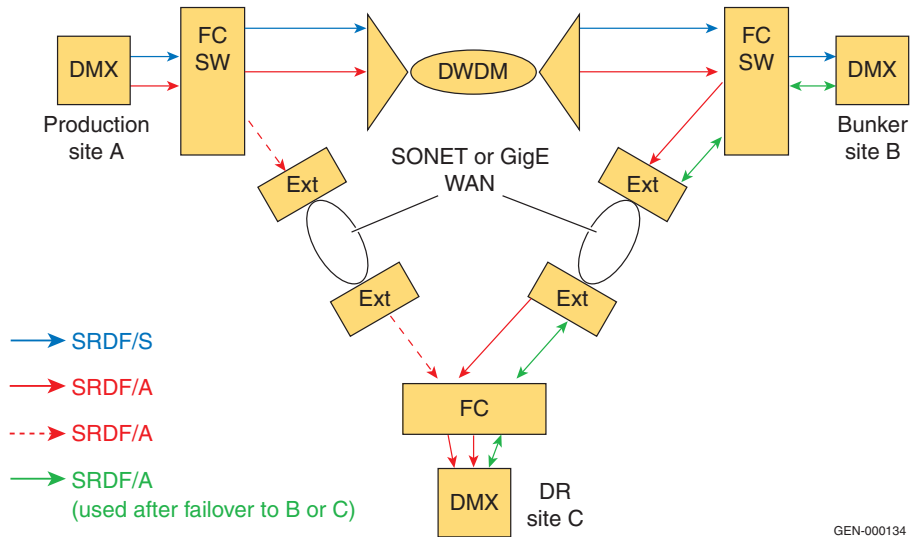 DMX
Production
site A
FC
SW
DWDM
FC
SW
DMX
Bunker
site B
Ext
SONET or GigE
WAN
Ext
Ext
Ext
SRDF/S
SRDF/A
SRDF/A
SRDF/A
(used after failover to B or C)
FC
DMX
DR
site C
GEN-000134